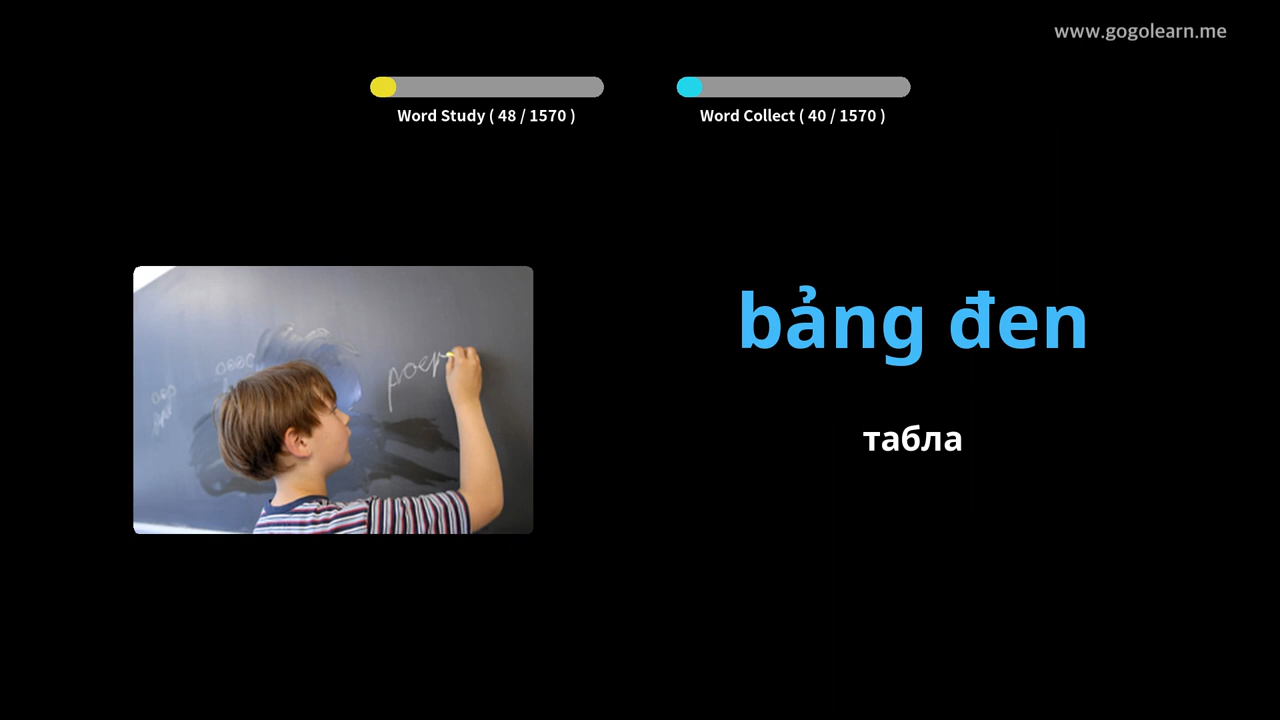 www.gogolearn.me
Word Study ( 48 / 1570 )
Word Collect ( 40 / 1570 )
bảng đen
табла